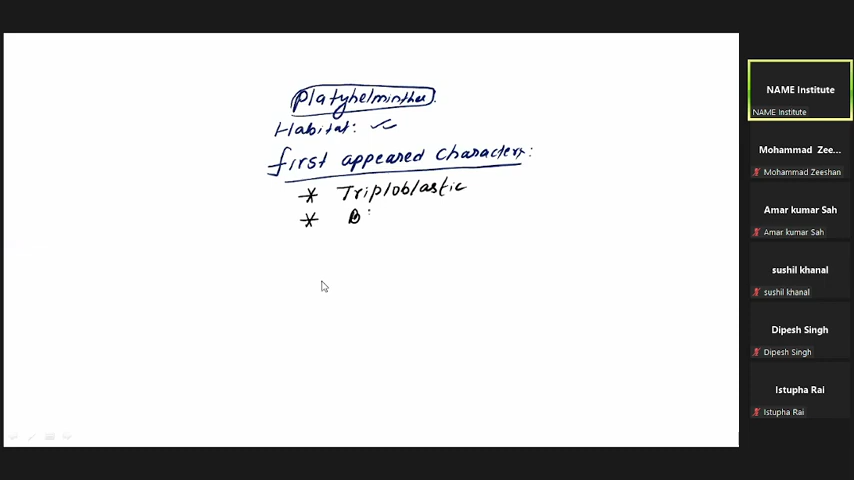 Platyhelminthes.
Habitat: ✓
first appeared characters:
* Triploblastic
* B
NAME Institute
NAME Institute
Mohammad Zee...
Mohammad Zeeshan
Amar kumar Sah
Amar kumar Sah
sushil khanal
sushil khanal
Dipesh Singh
Dipesh Singh
Istupha Rai
Istupha Rai